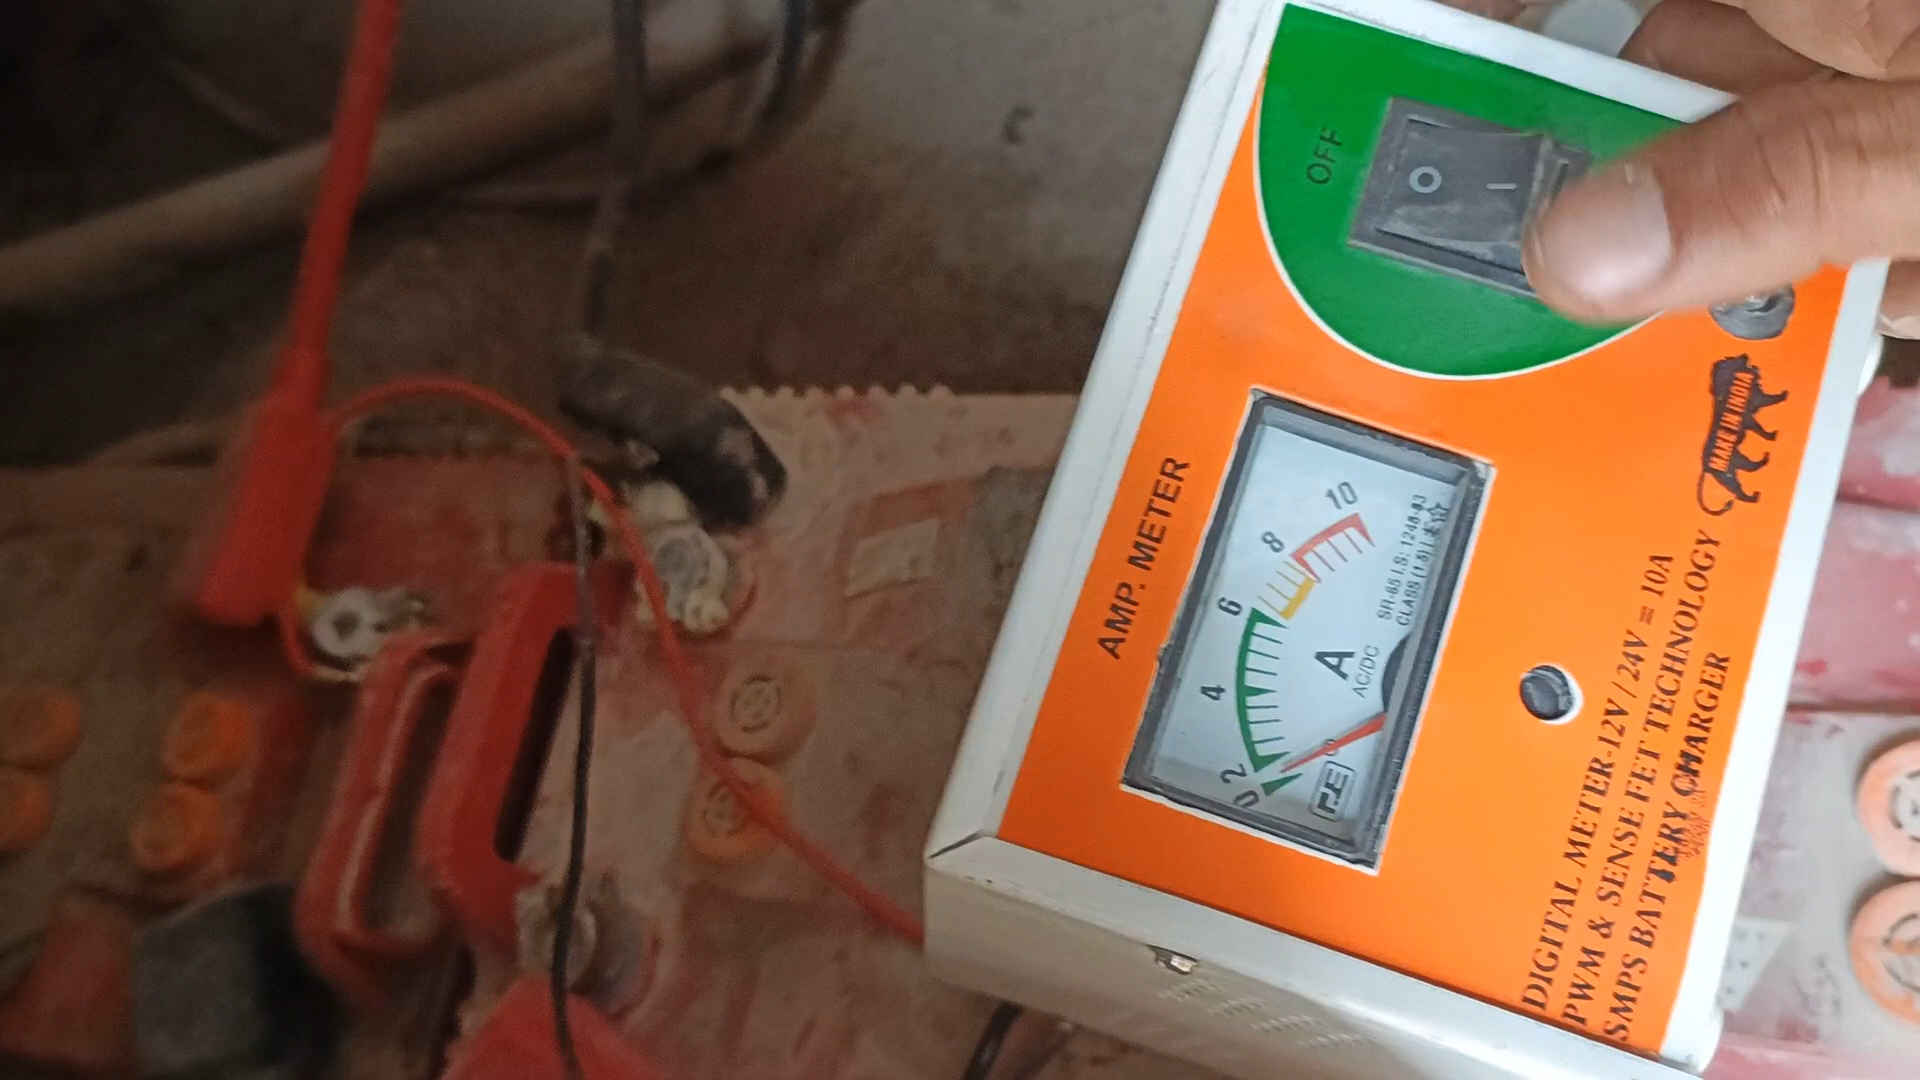 OFF
O I
AMP. METER
0 2 4 6 8 10
A
AC/DC
SR-65 I.S: 1248-83
CLASS (1.5)
MAKE IN INDIA
DIGITAL METER-12V / 24V = 10A
PWM & SENSE FET TECHNOLOGY
SMPS BATTERY CHARGER